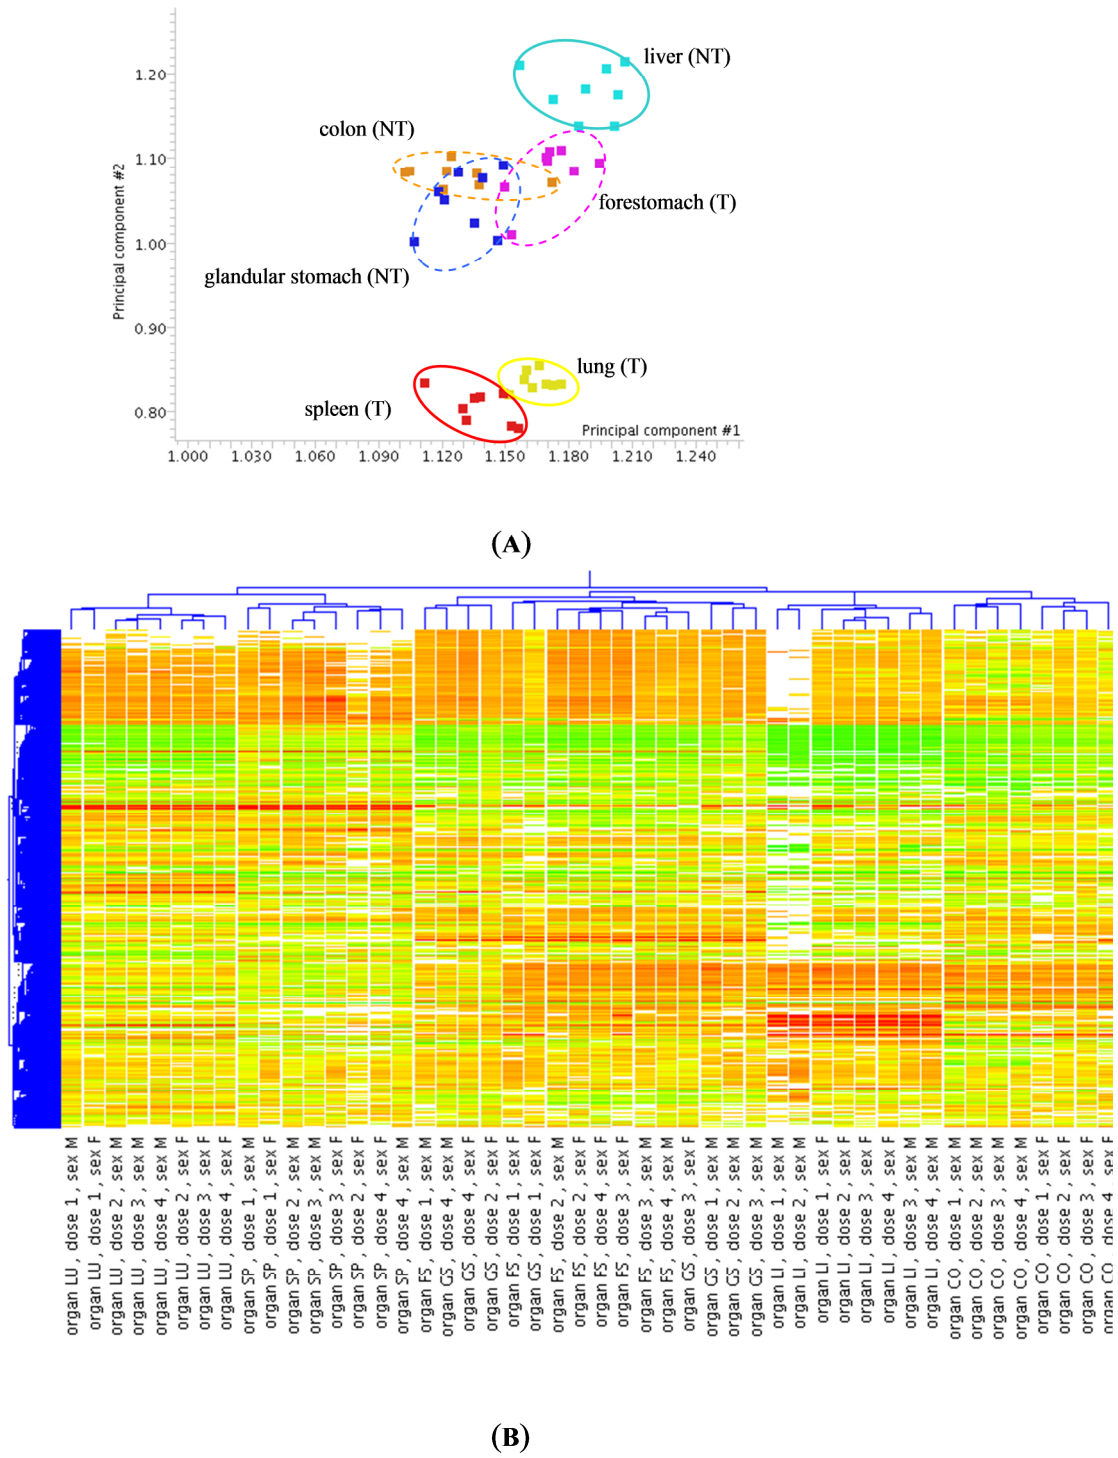 liver (NT)
1.20
colon (NT)
1.10
forestomach (T)
Principal component #2
1.00
glandular stomach (NT)
0.90
lung (T)
spleen (T)
0.80
Principal component #1
1.000 1.030 1.060 1.090 1.120 1.150 1.180 1.210 1.240
(A)
organ LU , dose 1 , sex M
organ LU , dose 1 , sex F
organ LU , dose 2 , sex M
organ LU , dose 3 , sex M
organ LU , dose 4 , sex M
organ LU , dose 2 , sex F
organ LU , dose 3 , sex F
organ LU , dose 4 , sex F
organ SP , dose 1 , sex M
organ SP , dose 1 , sex F
organ SP , dose 2 , sex M
organ SP , dose 3 , sex M
organ SP , dose 3 , sex F
organ SP , dose 2 , sex F
organ SP , dose 4 , sex F
organ SP , dose 4 , sex M
organ FS , dose 1 , sex M
organ GS , dose 4 , sex M
organ GS , dose 4 , sex F
organ GS , dose 2 , sex F
organ FS , dose 1 , sex F
organ GS , dose 1 , sex F
organ FS , dose 2 , sex M
organ FS , dose 2 , sex F
organ FS , dose 4 , sex F
organ FS , dose 3 , sex F
organ FS , dose 3 , sex M
organ FS , dose 4 , sex M
organ GS , dose 3 , sex F
organ GS , dose 1 , sex M
organ GS , dose 2 , sex M
organ GS , dose 3 , sex M
organ LI , dose 1 , sex M
organ LI , dose 2 , sex M
organ LI , dose 1 , sex F
organ LI , dose 2 , sex F
organ LI , dose 3 , sex F
organ LI , dose 4 , sex F
organ LI , dose 3 , sex M
organ LI , dose 4 , sex M
organ CO , dose 1 , sex M
organ CO , dose 2 , sex M
organ CO , dose 3 , sex M
organ CO , dose 4 , sex M
organ CO , dose 1 , sex F
organ CO , dose 2 , sex F
organ CO , dose 3 , sex F
organ CO , dose 4 , sex F
(B)